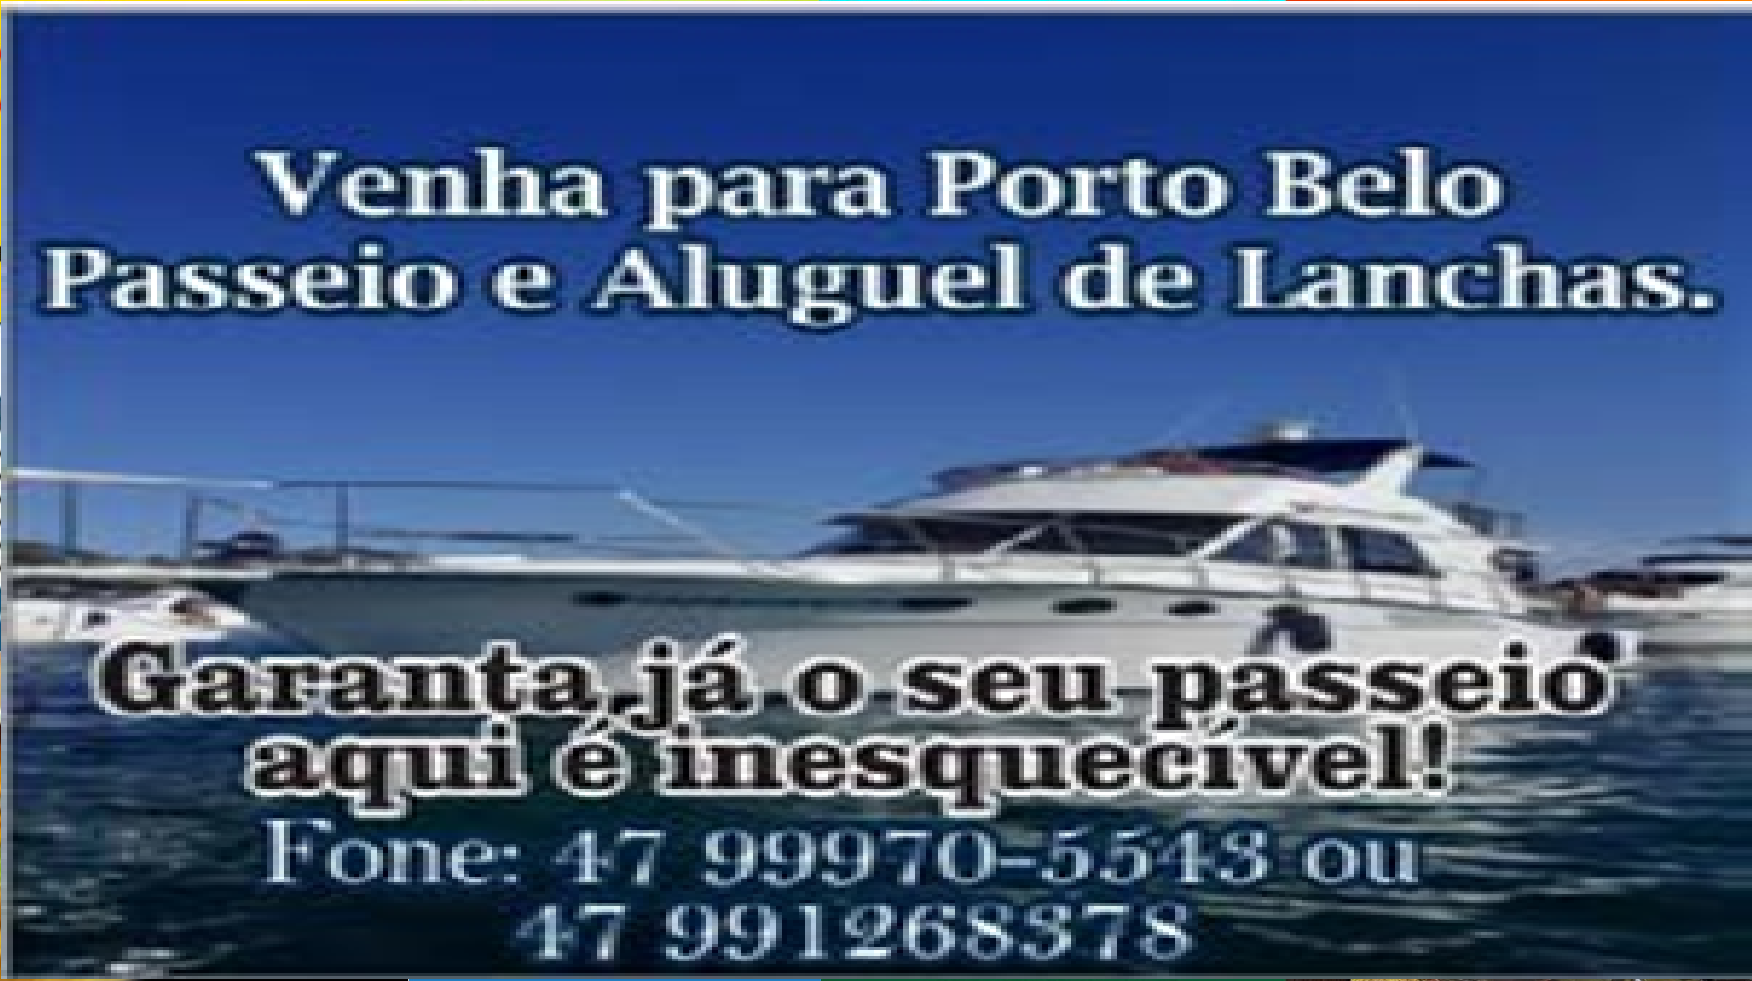 Venha para Porto Belo
Passeio e Aluguel de Lanchas.
Garanta já o seu passeio
aqui é inesquecível!
Fone: 47 99970-5543 ou
47 991268378